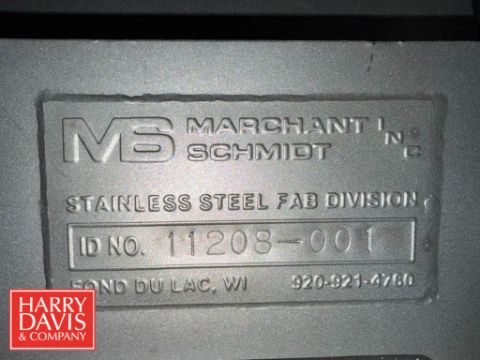 MS MARCHANT INC
SCHMIDT
STAINLESS STEEL FAB DIVISION
ID NO. 11208-001
FOND DU LAC, WI 920-921-4760
HARRY
DAVIS
& COMPANY